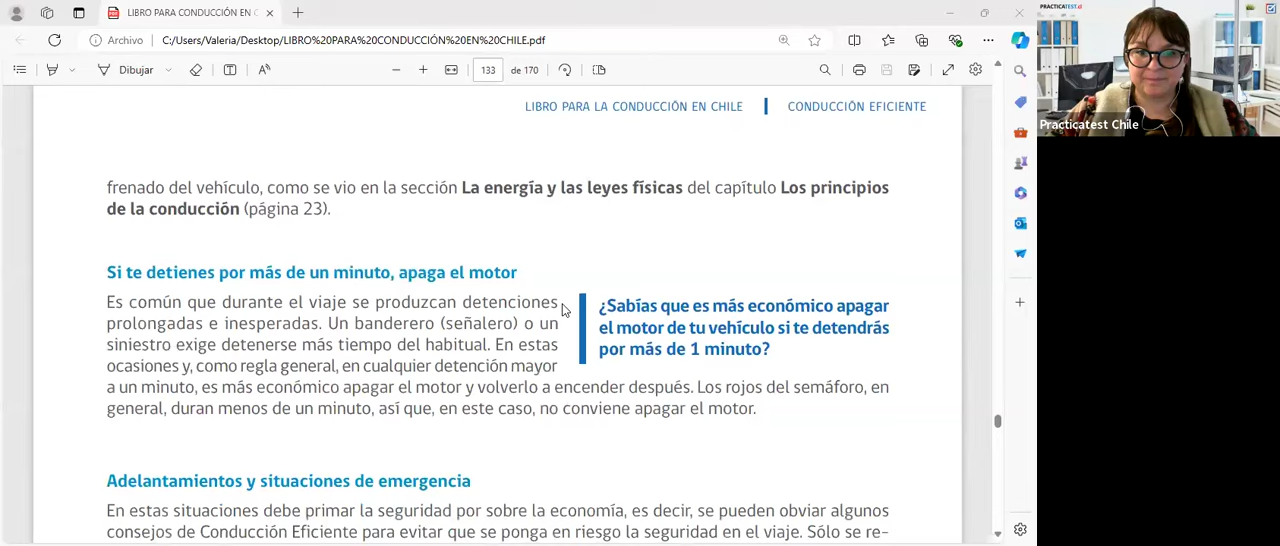 LIBRO PARA CONDUCCIÓN EN C
Archivo C:/Users/Valeria/Desktop/LIBRO%20PARA%20CONDUCCIÓN%20EN%20CHILE.pdf
Dibujar 133 de 170
PRACTICATEST.cl
Practicatest Chile
LIBRO PARA LA CONDUCCIÓN EN CHILE CONDUCCIÓN EFICIENTE
frenado del vehículo, como se vio en la sección La energía y las leyes físicas del capítulo Los principios
de la conducción (página 23).
Si te detienes por más de un minuto, apaga el motor
Es común que durante el viaje se produzcan detenciones
prolongadas e inesperadas. Un banderero (señalero) o un
siniestro exige detenerse más tiempo del habitual. En estas
ocasiones y, como regla general, en cualquier detención mayor
a un minuto, es más económico apagar el motor y volverlo a encender después. Los rojos del semáforo, en
general, duran menos de un minuto, así que, en este caso, no conviene apagar el motor.
¿Sabías que es más económico apagar
el motor de tu vehículo si te detendrás
por más de 1 minuto?
Adelantamientos y situaciones de emergencia
En estas situaciones debe primar la seguridad por sobre la economía, es decir, se pueden obviar algunos
consejos de Conducción Eficiente para evitar que se ponga en riesgo la seguridad en el viaje. Sólo se re-